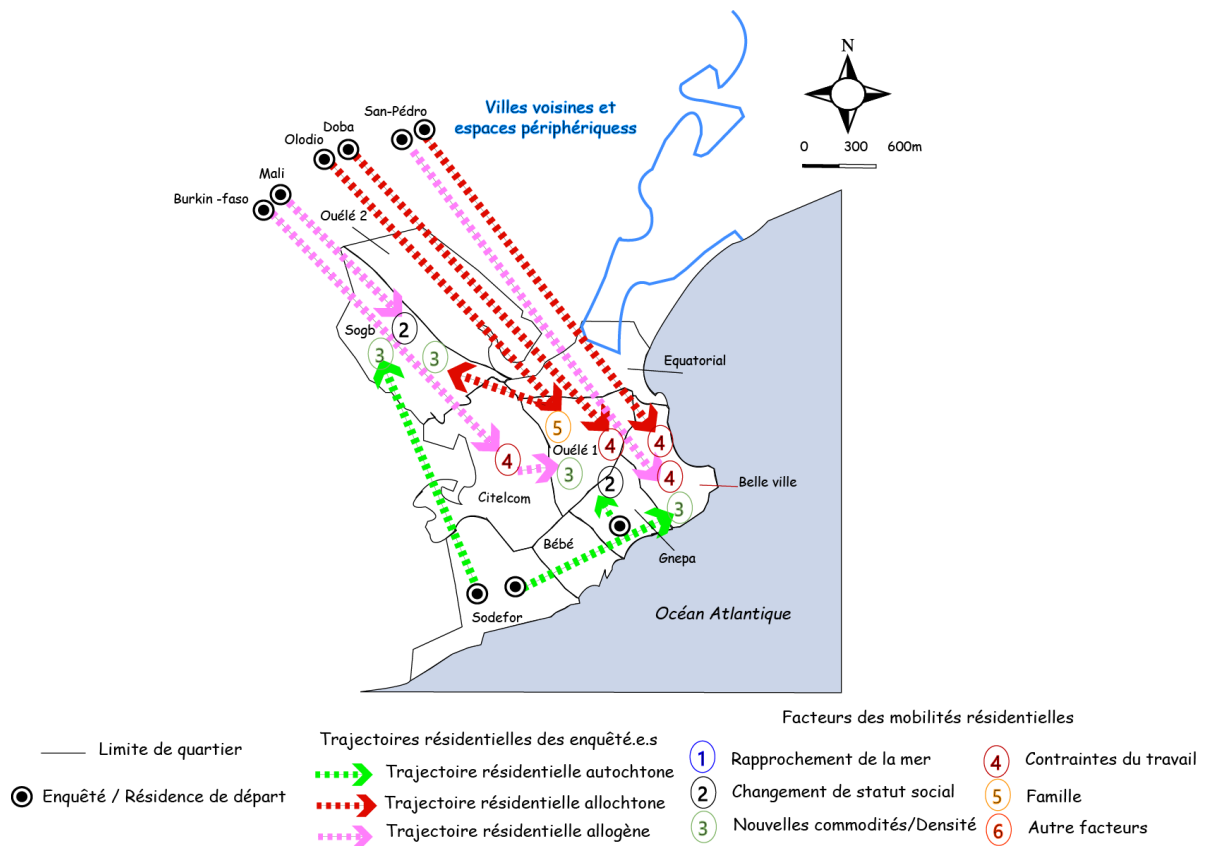 N
Villes voisines et
espaces périphériquess
0 300 600m
San-Pédro
Doba
Olodio
Mali
Burkin -faso
Ouélé 2
Sogb
2
3
3
Equatorial
5
4
4
Ouélé 1
4
3
4
2
Belle ville
Citelcom
3
Bébé
Gnepa
Sodefor
Océan Atlantique
Limite de quartier
Enquêté / Résidence de départ
Trajectoires résidentielles des enquêté.e.s
Trajectoire résidentielle autochtone
Trajectoire résidentielle allochtone
Trajectoire résidentielle allogène
Facteurs des mobilités résidentielles
1 Rapprochement de la mer
2 Changement de statut social
3 Nouvelles commodités/Densité
4 Contraintes du travail
5 Famille
6 Autre facteurs